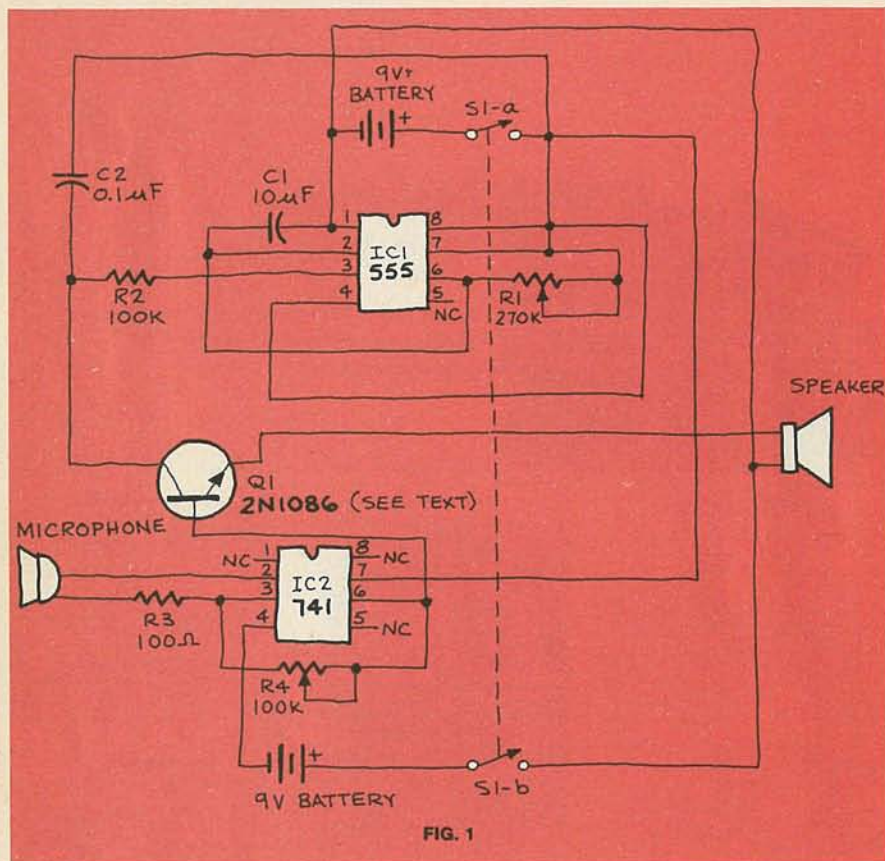 9V
BATTERY
+
S1-a
C2
0.1µF
C1
10µF
1
2
3
4
IC1
555
8
7
6
5
NC
R1
270K
R2
100K
SPEAKER
Q1
2N1086 (SEE TEXT)
MICROPHONE
NC
1
2
3
4
IC2
741
8
7
6
5
NC
NC
R3
100Ω
R4
100K
+
9V BATTERY
S1-b
FIG. 1